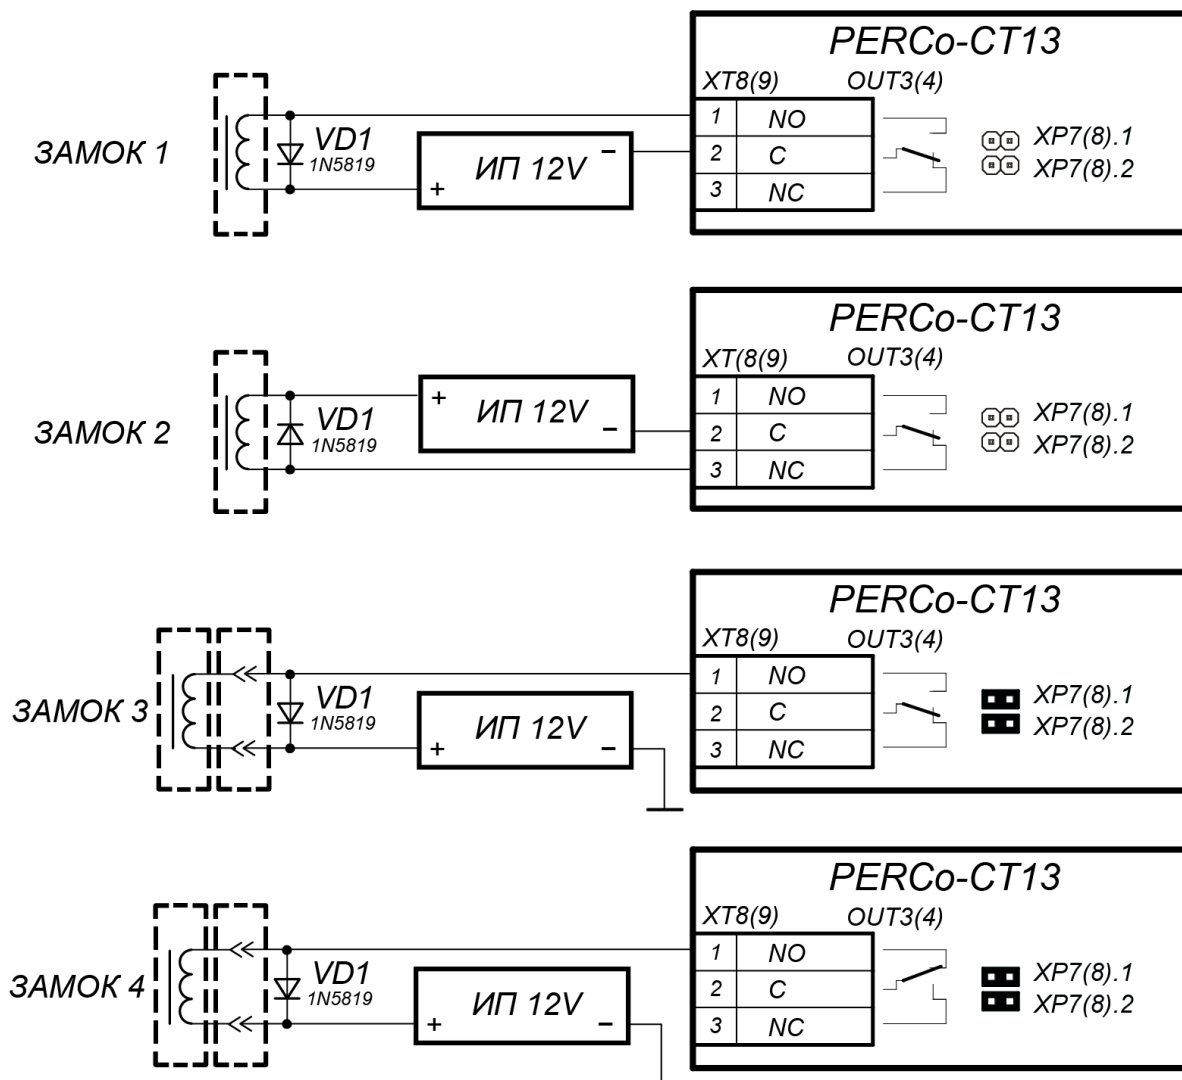 PERCo-CT13
XT8(9) OUT3(4)
ЗАМОК 1
VD1
1N5819
ИП 12V
+
−
1 NO
2 C
3 NC
XP7(8).1
XP7(8).2
PERCo-CT13
XT(8(9) OUT3(4)
ЗАМОК 2
VD1
1N5819
+
ИП 12V
−
1 NO
2 C
3 NC
XP7(8).1
XP7(8).2
PERCo-CT13
XT8(9) OUT3(4)
ЗАМОК 3
VD1
1N5819
ИП 12V
+
−
1 NO
2 C
3 NC
XP7(8).1
XP7(8).2
PERCo-CT13
XT8(9) OUT3(4)
ЗАМОК 4
VD1
1N5819
ИП 12V
+
−
1 NO
2 C
3 NC
XP7(8).1
XP7(8).2